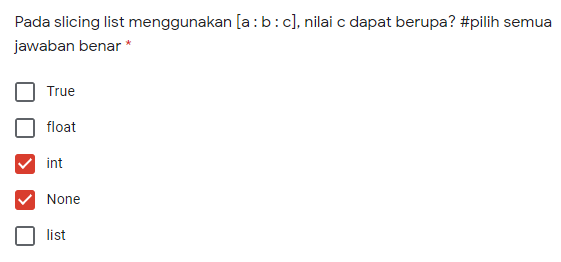 Pada slicing list menggunakan [a : b : c], nilai c dapat berupa? #pilih semua
jawaban benar *
True
float
int
None
list